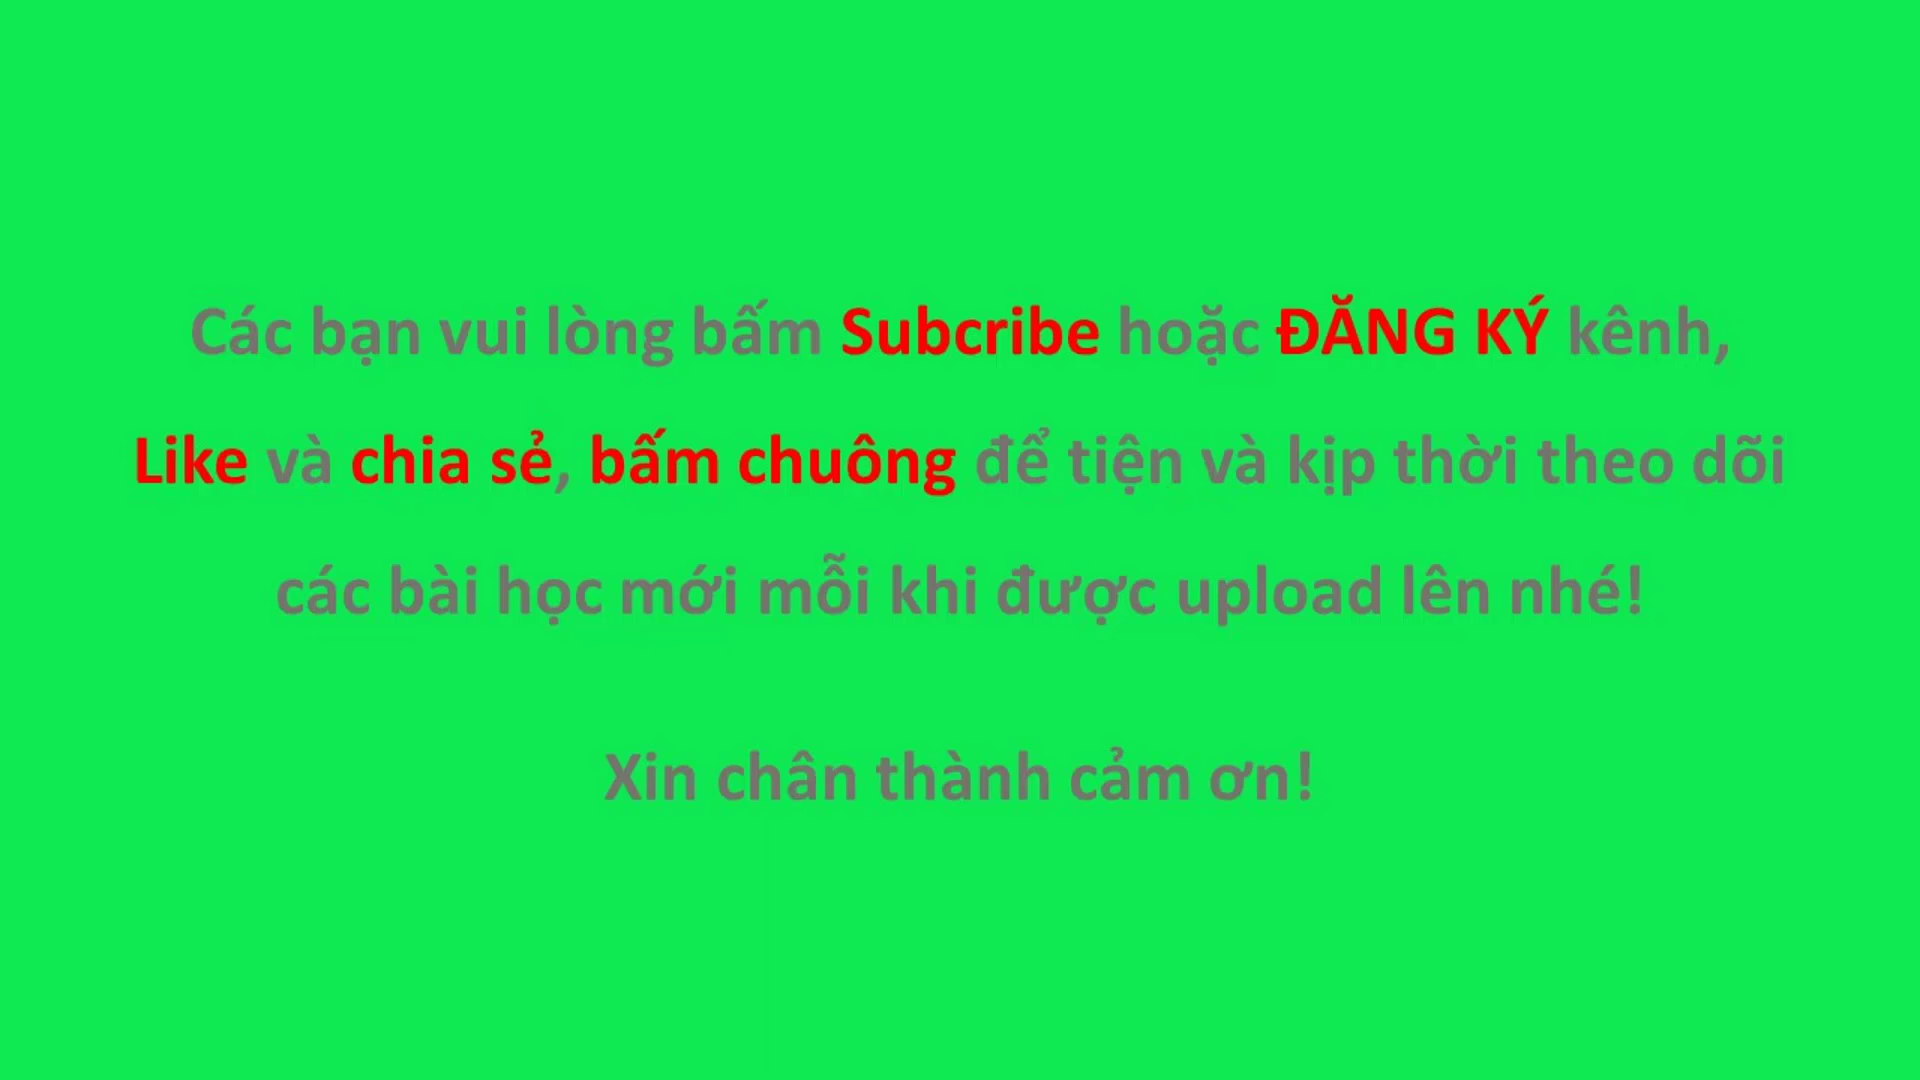 Các bạn vui lòng bấm Subcribe hoặc ĐĂNG KÝ kênh,
Like và chia sẻ, bấm chuông để tiện và kịp thời theo dõi
các bài học mới mỗi khi được upload lên nhé!
Xin chân thành cảm ơn!